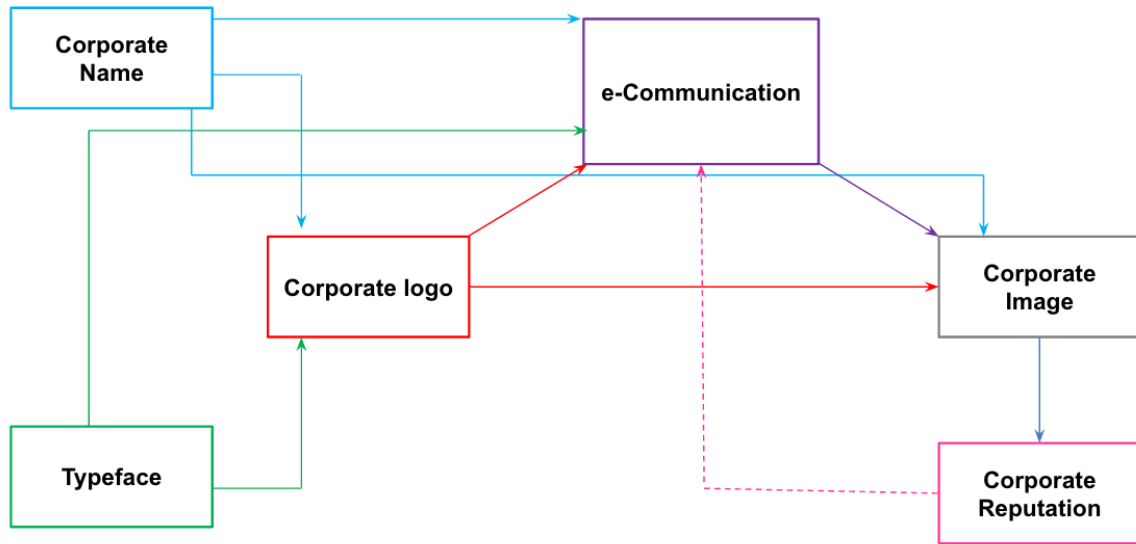 Corporate
Name
e-Communication
Corporate logo
Corporate
Image
Typeface
Corporate
Reputation